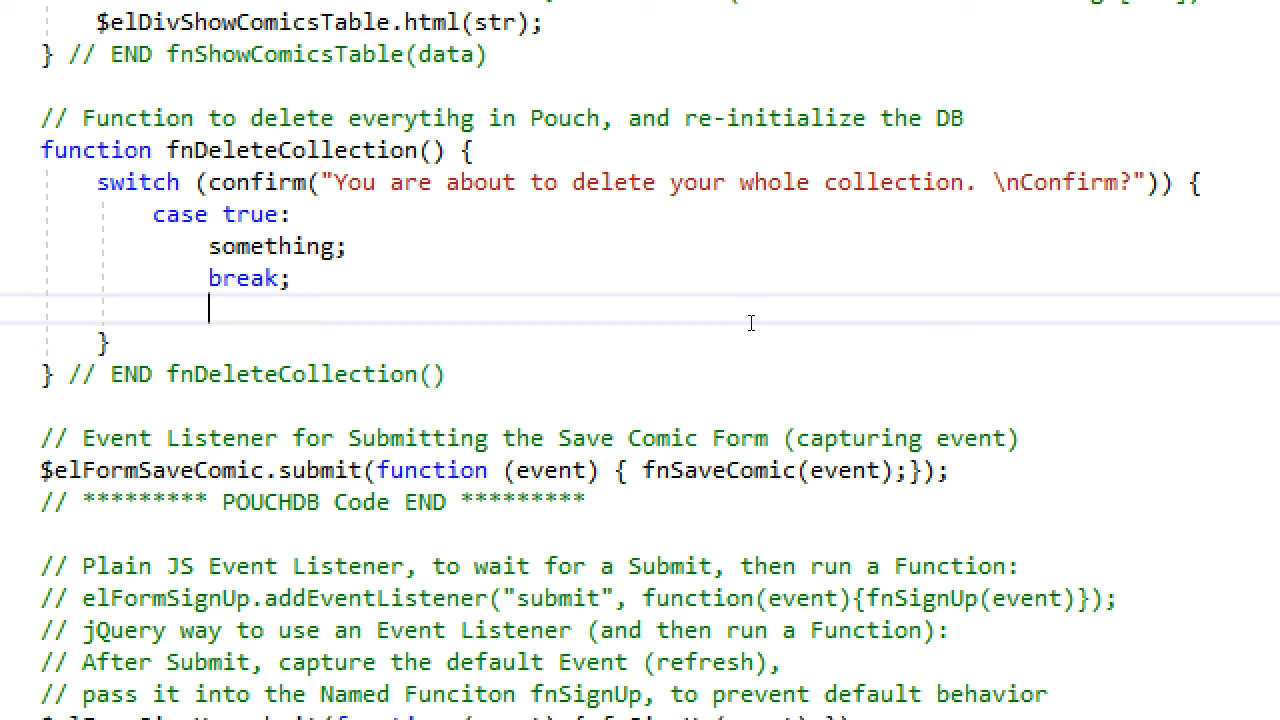 $elDivShowComicsTable.html(str);
} // END fnShowComicsTable(data)
// Function to delete everytihg in Pouch, and re-initialize the DB
function fnDeleteCollection() {
switch (confirm("You are about to delete your whole collection. \nConfirm?")) {
case true:
something;
break;
}
} // END fnDeleteCollection()
// Event Listener for Submitting the Save Comic Form (capturing event)
$elFormSaveComic.submit(function (event) { fnSaveComic(event);});
// ********* POUCHDB Code END *********
// Plain JS Event Listener, to wait for a Submit, then run a Function:
// elFormSignUp.addEventListener("submit", function(event){fnSignUp(event)});
// jQuery way to use an Event Listener (and then run a Function):
// After Submit, capture the default Event (refresh),
// pass it into the Named Funciton fnSignUp, to prevent default behavior